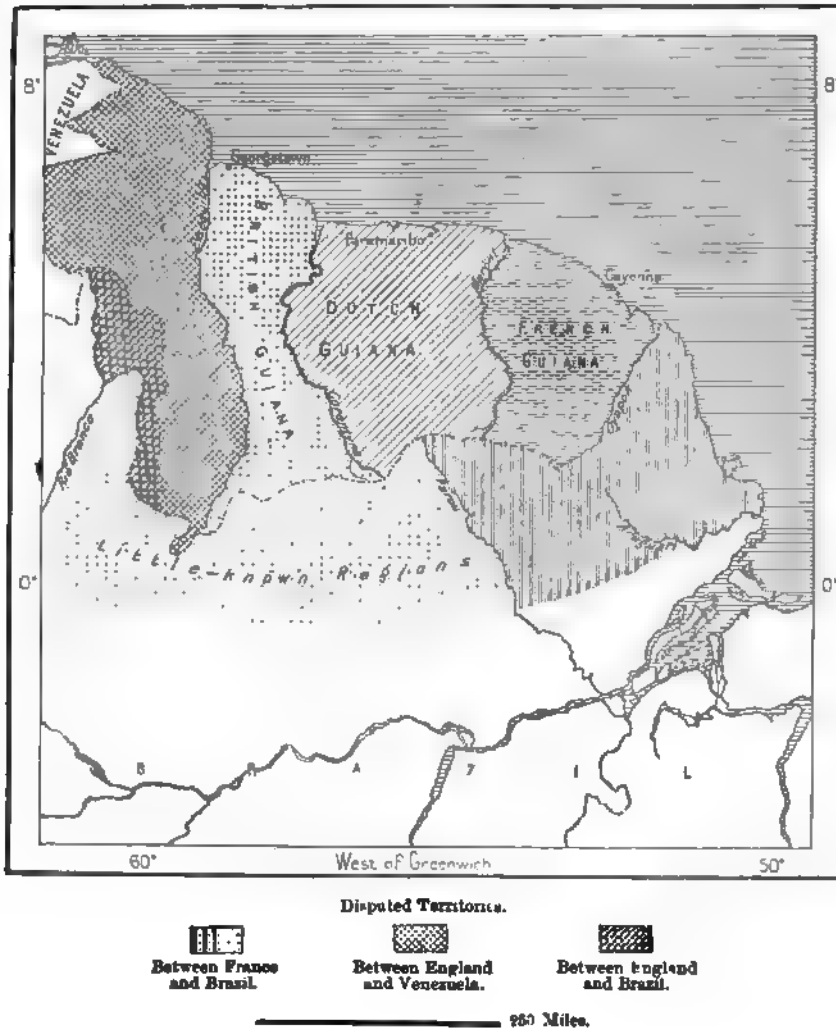 8°
8°
VENEZUELA
Georgetown
BRITISH GUIANA
Paramaribo
Cayenne
DUTCH
GUIANA
FRENCH
GUIANA
Little-known Regions
0°
0°
B R A Z I L
60°
West of Greenwich
50°
Disputed Territories.
Between France
and Brazil.
Between England
and Venezuela.
Between England
and Brazil.
250 Miles.